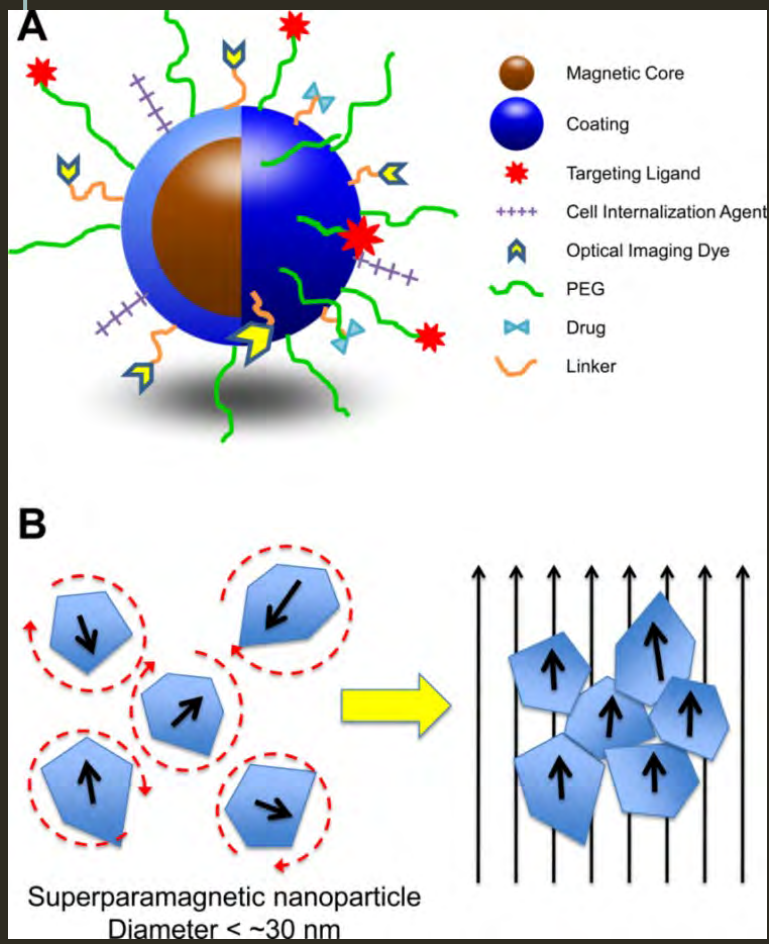 A
Magnetic Core
Coating
Targeting Ligand
Cell Internalization Agent
Optical Imaging Dye
PEG
Drug
Linker
B
Superparamagnetic nanoparticle
Diameter < ~30 nm